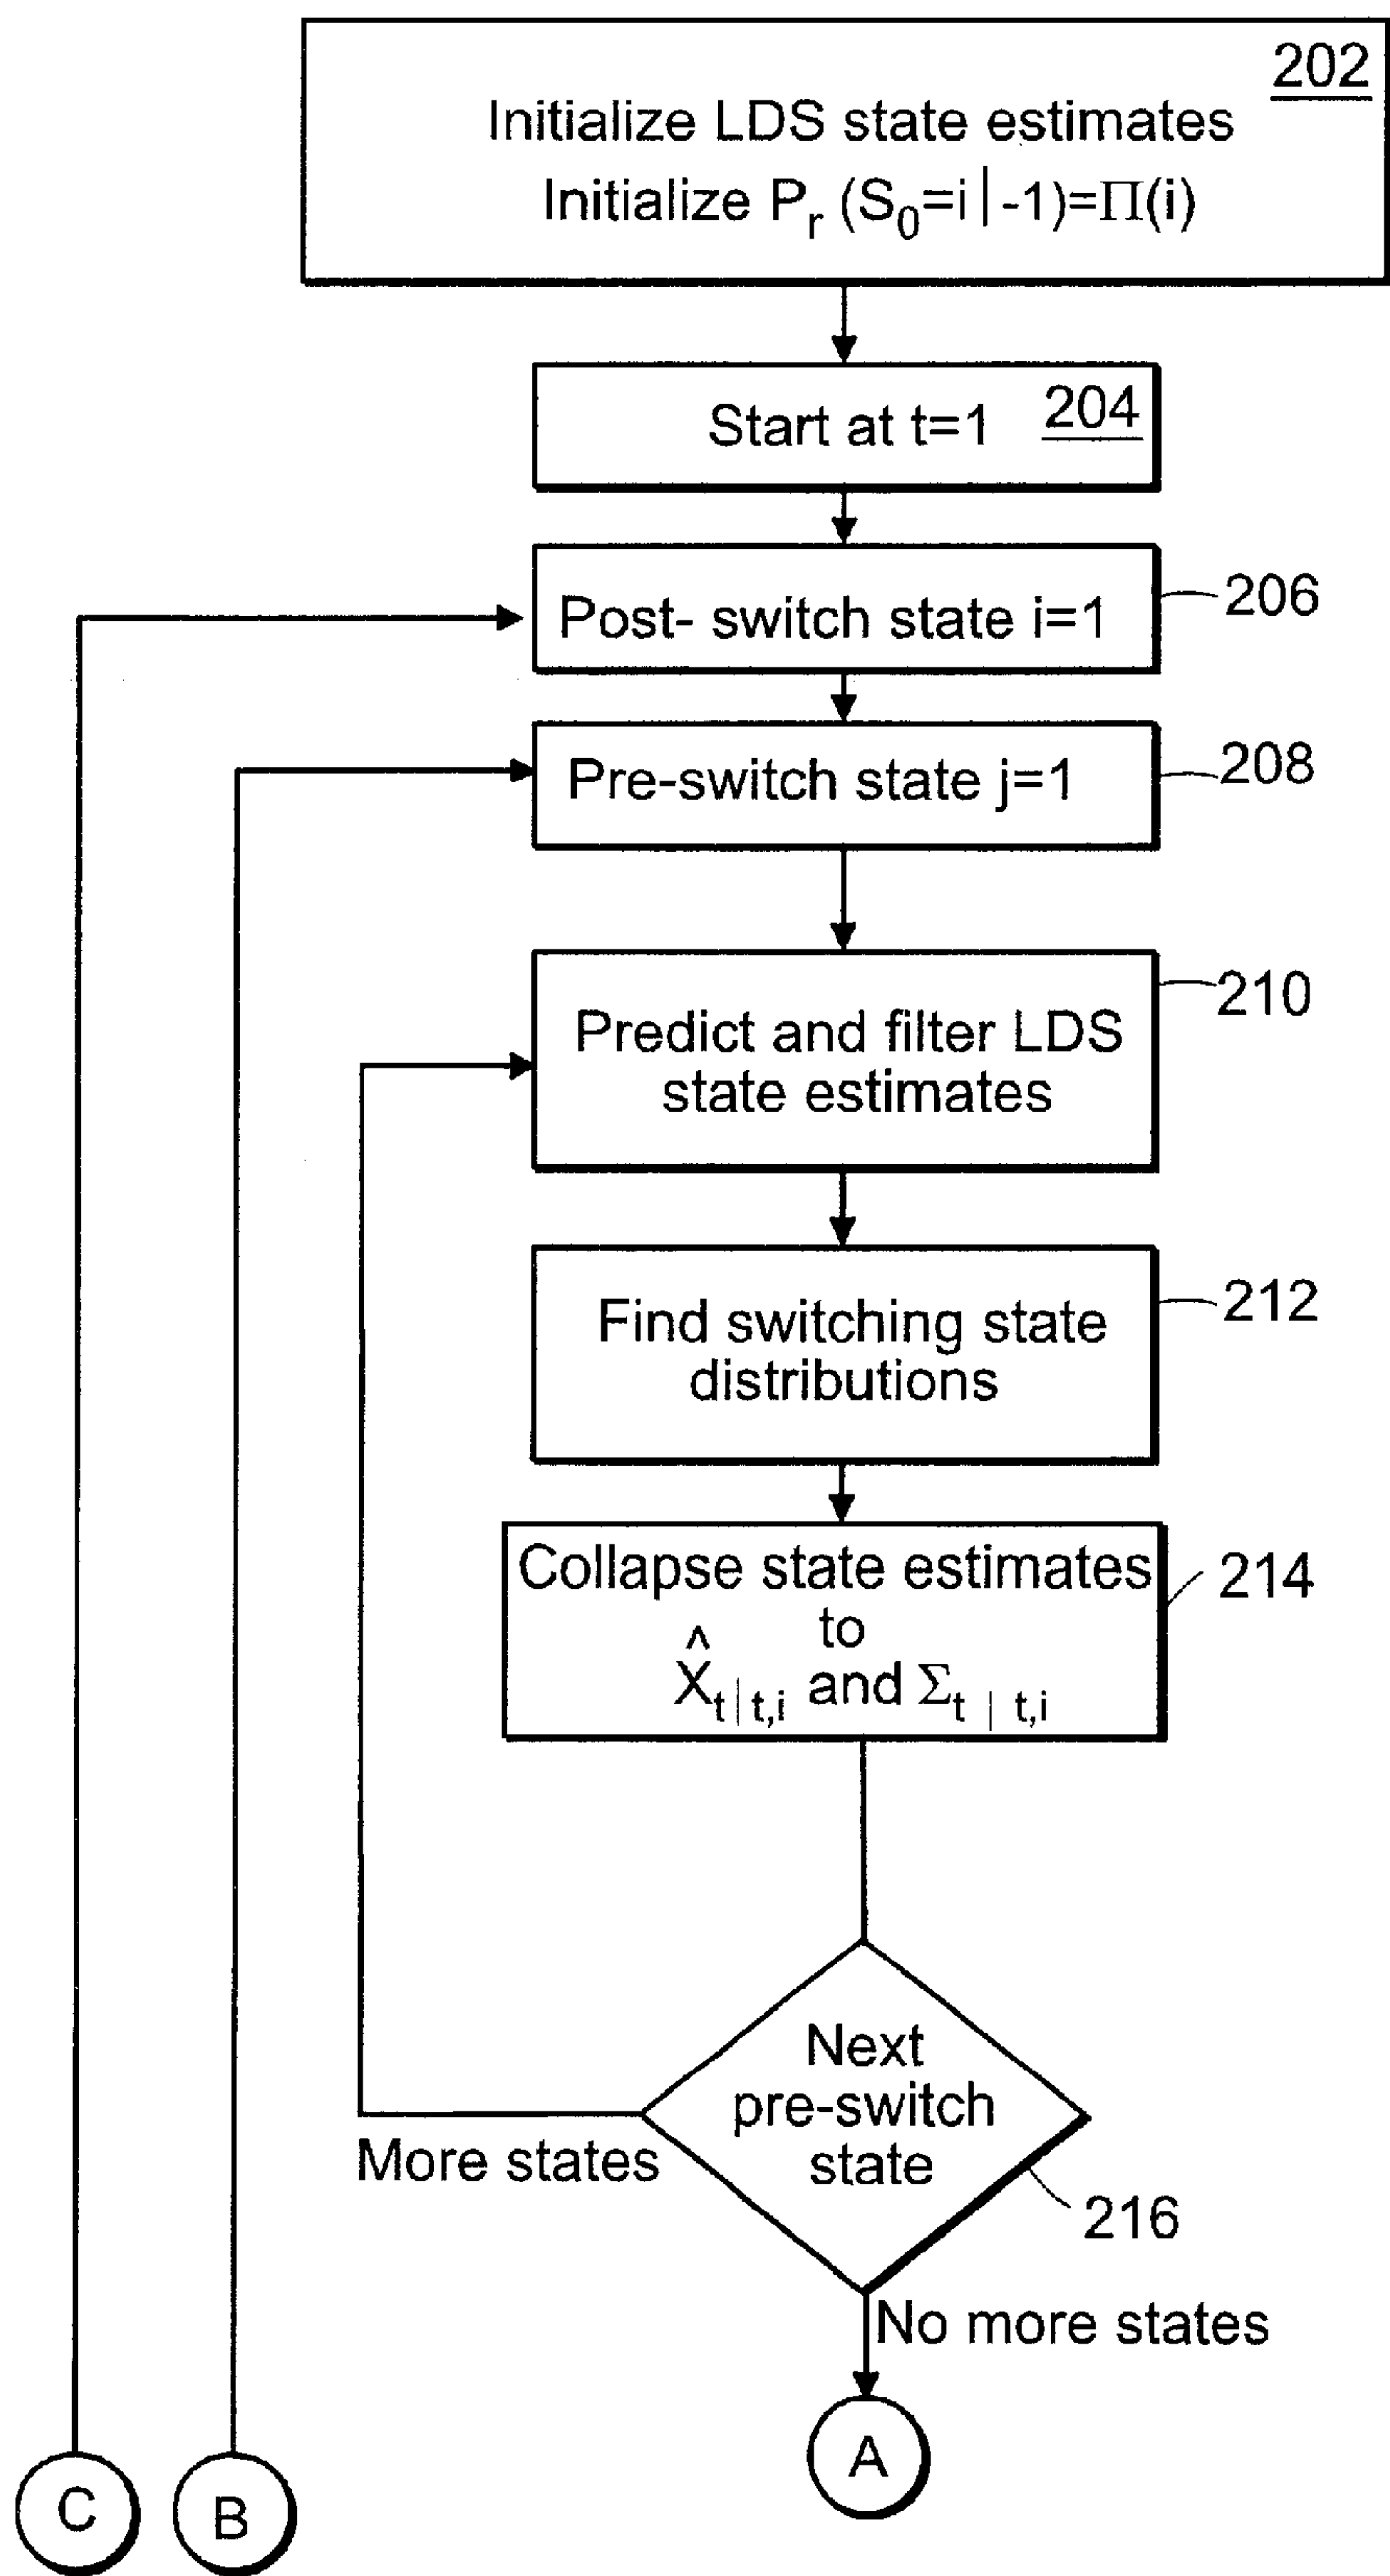 202
Initialize LDS state estimates
Initialize P_r (S_0=i | -1)=Π(i)
Start at t=1 204
Post- switch state i=1
206
Pre-switch state j=1
208
210
Predict and filter LDS
state estimates
212
Find switching state
distributions
Collapse state estimates
214
to
X̂_t|t,i and Σ_t | t,i
Next
pre-switch
state
More states
216
No more states
A
C
B